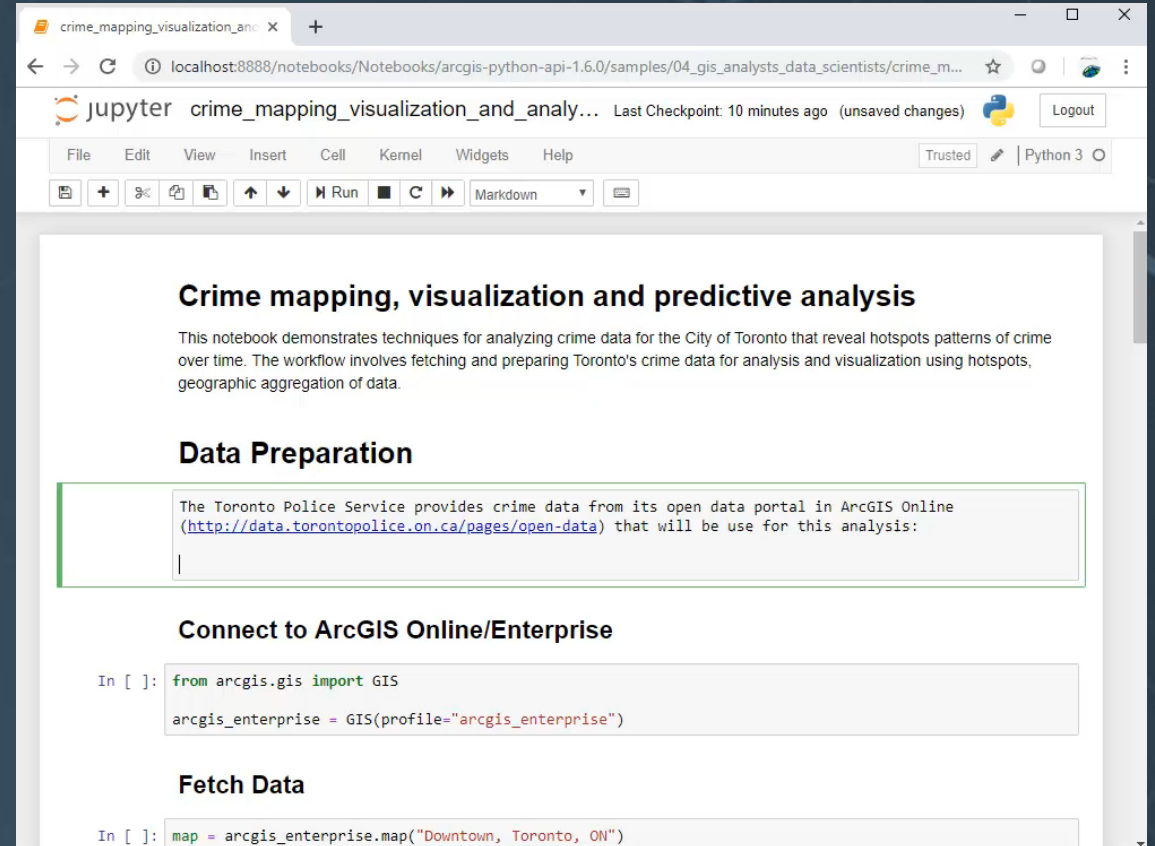 crime_mapping_visualization_and
localhost:8888/notebooks/Notebooks/arcgis-python-api-1.6.0/samples/04_gis_analysts_data_scientists/crime_m...
jupyter crime_mapping_visualization_and_analy... Last Checkpoint: 10 minutes ago (unsaved changes) Logout
File Edit View Insert Cell Kernel Widgets Help Trusted Python 3
Run Markdown
Crime mapping, visualization and predictive analysis
This notebook demonstrates techniques for analyzing crime data for the City of Toronto that reveal hotspots patterns of crime
over time. The workflow involves fetching and preparing Toronto's crime data for analysis and visualization using hotspots,
geographic aggregation of data.
Data Preparation
The Toronto Police Service provides crime data from its open data portal in ArcGIS Online
(http://data.torontopolice.on.ca/pages/open-data) that will be use for this analysis:
Connect to ArcGIS Online/Enterprise
In [ ]: from arcgis.gis import GIS
arcgis_enterprise = GIS(profile="arcgis_enterprise")
Fetch Data
In [ ]: map = arcgis_enterprise.map("Downtown, Toronto, ON")